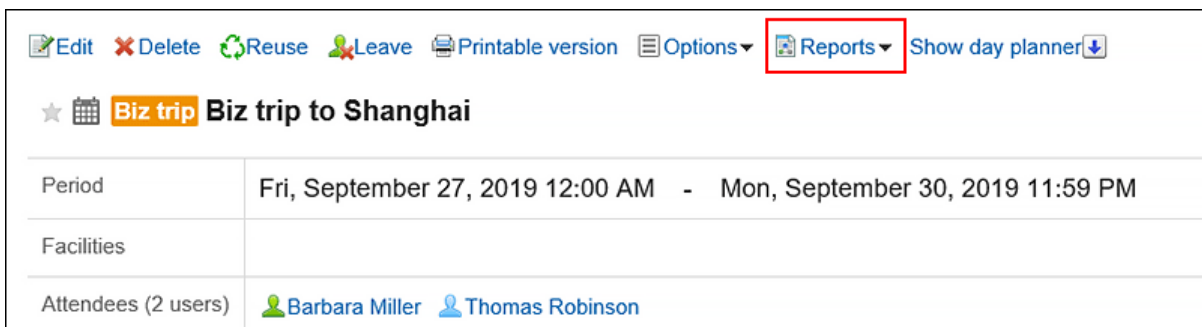 Edit Delete Reuse Leave Printable version Options Reports Show day planner
Biz trip Biz trip to Shanghai
Period Fri, September 27, 2019 12:00 AM - Mon, September 30, 2019 11:59 PM
Facilities
Attendees (2 users) Barbara Miller Thomas Robinson